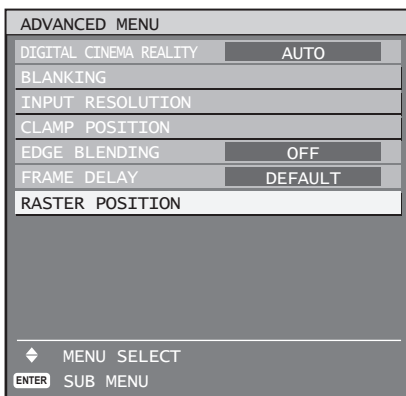 ADVANCED MENU
DIGITAL CINEMA REALITY AUTO
BLANKING
INPUT RESOLUTION
CLAMP POSITION
EDGE BLENDING OFF
FRAME DELAY DEFAULT
RASTER POSITION
MENU SELECT
ENTER SUB MENU